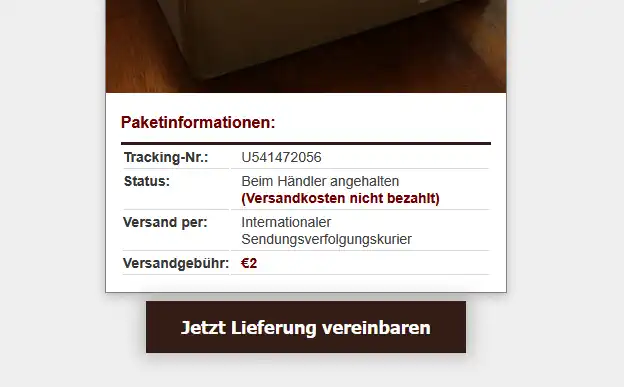 Paketinformationen:
Tracking-Nr.: U541472056
Status: Beim Händler angehalten
(Versandkosten nicht bezahlt)
Versand per: Internationaler
Sendungsverfolgungskurier
Versandgebühr: €2
Jetzt Lieferung vereinbaren